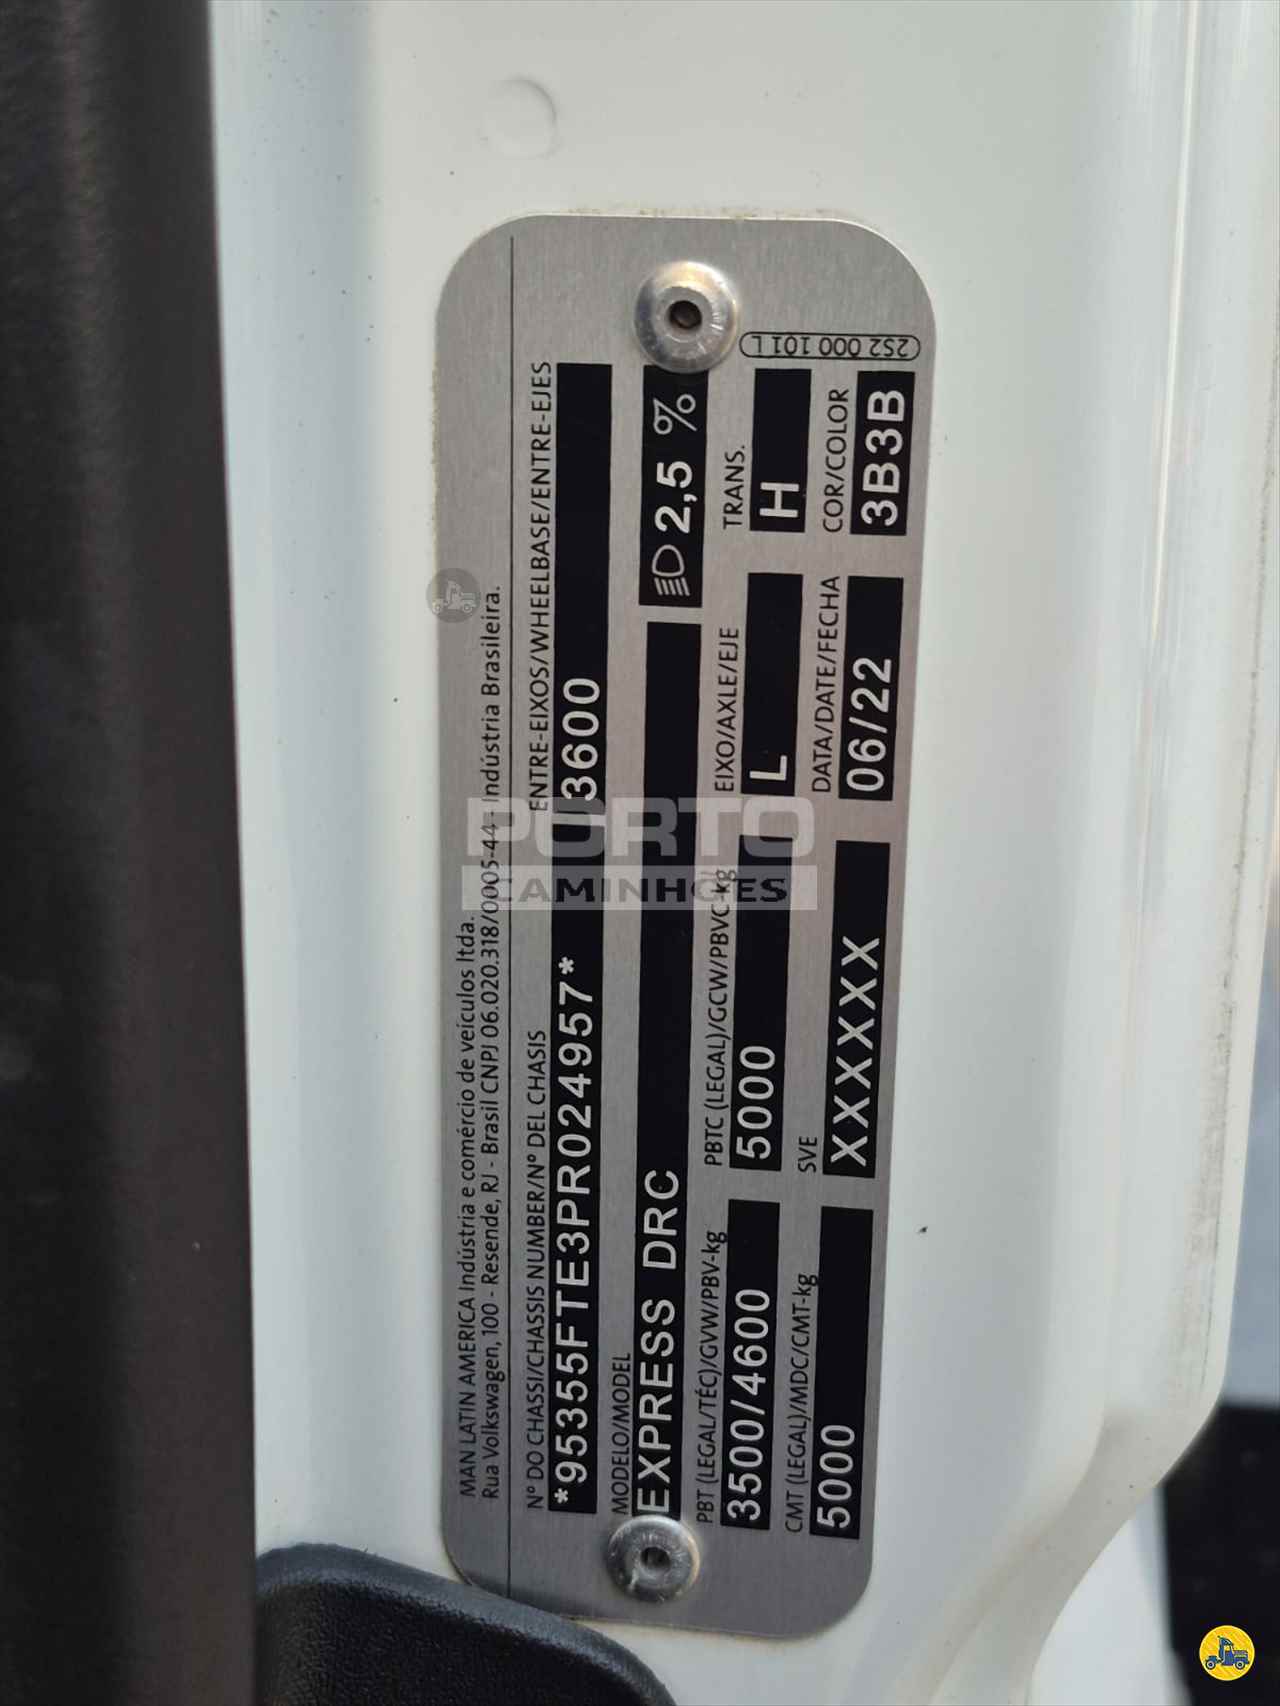 MAN LATIN AMERICA Indústria e comércio de veículos ltda.
Rua Volkswagen, 100 - Resende, RJ - Brasil CNPJ 06.020.318/0005-44 - Indústria Brasileira.
Nº DO CHASSI/CHASSIS NUMBER/Nº DEL CHASIS
ENTRE-EIXOS/WHEELBASE/ENTRE-EJES
*95355FTE3PR024957*
3600
MODELO/MODEL
EXPRESS DRC
2,5 %
PBT (LEGAL/TÉC)/GVW/PBV-kg
PBTC (LEGAL)/GCW/PBVC-kg
EIXO/AXLE/EJE
TRANS.
3500/4600
5000
L
H
CMT (LEGAL)/MDC/CMT-kg
SVE
DATA/DATE/FECHA
COR/COLOR
5000
XXXXXX
06/22
3B3B
2S2 000 101 L
PORTO
CAMINHÕES